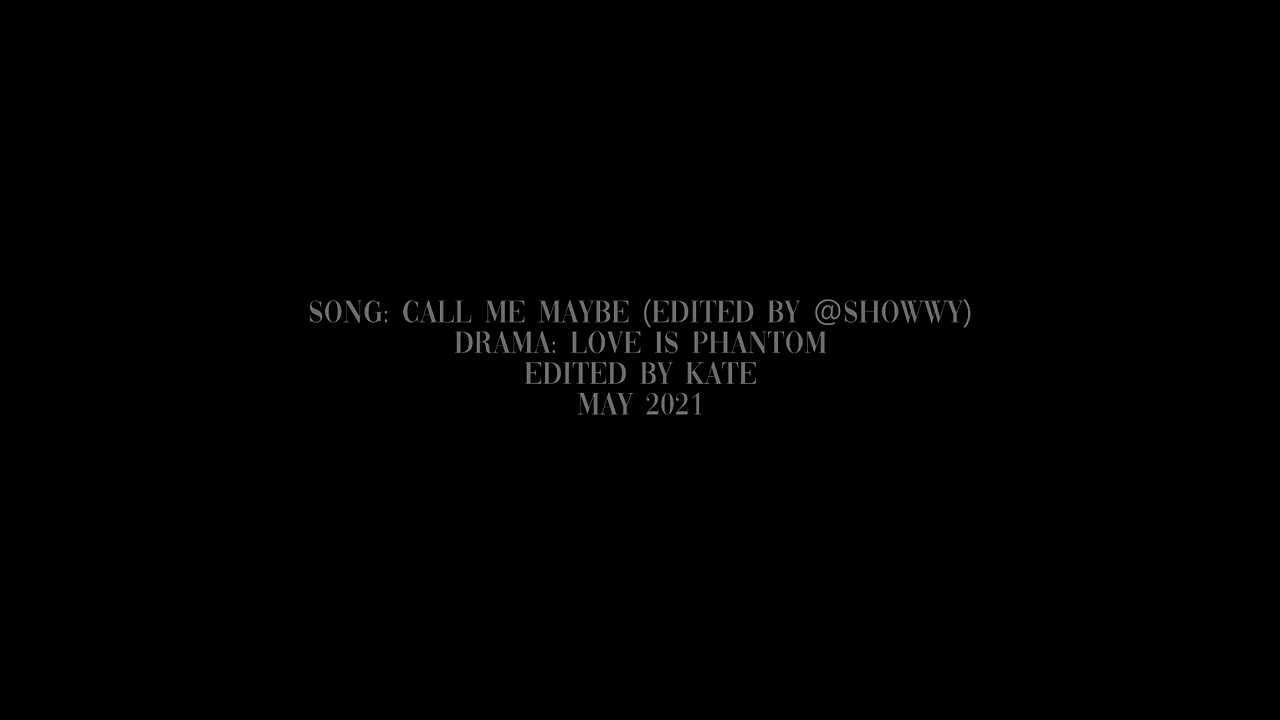 SONG: CALL ME MAYBE (EDITED BY @SHOWWY)
DRAMA: LOVE IS PHANTOM
EDITED BY KATE
MAY 2021